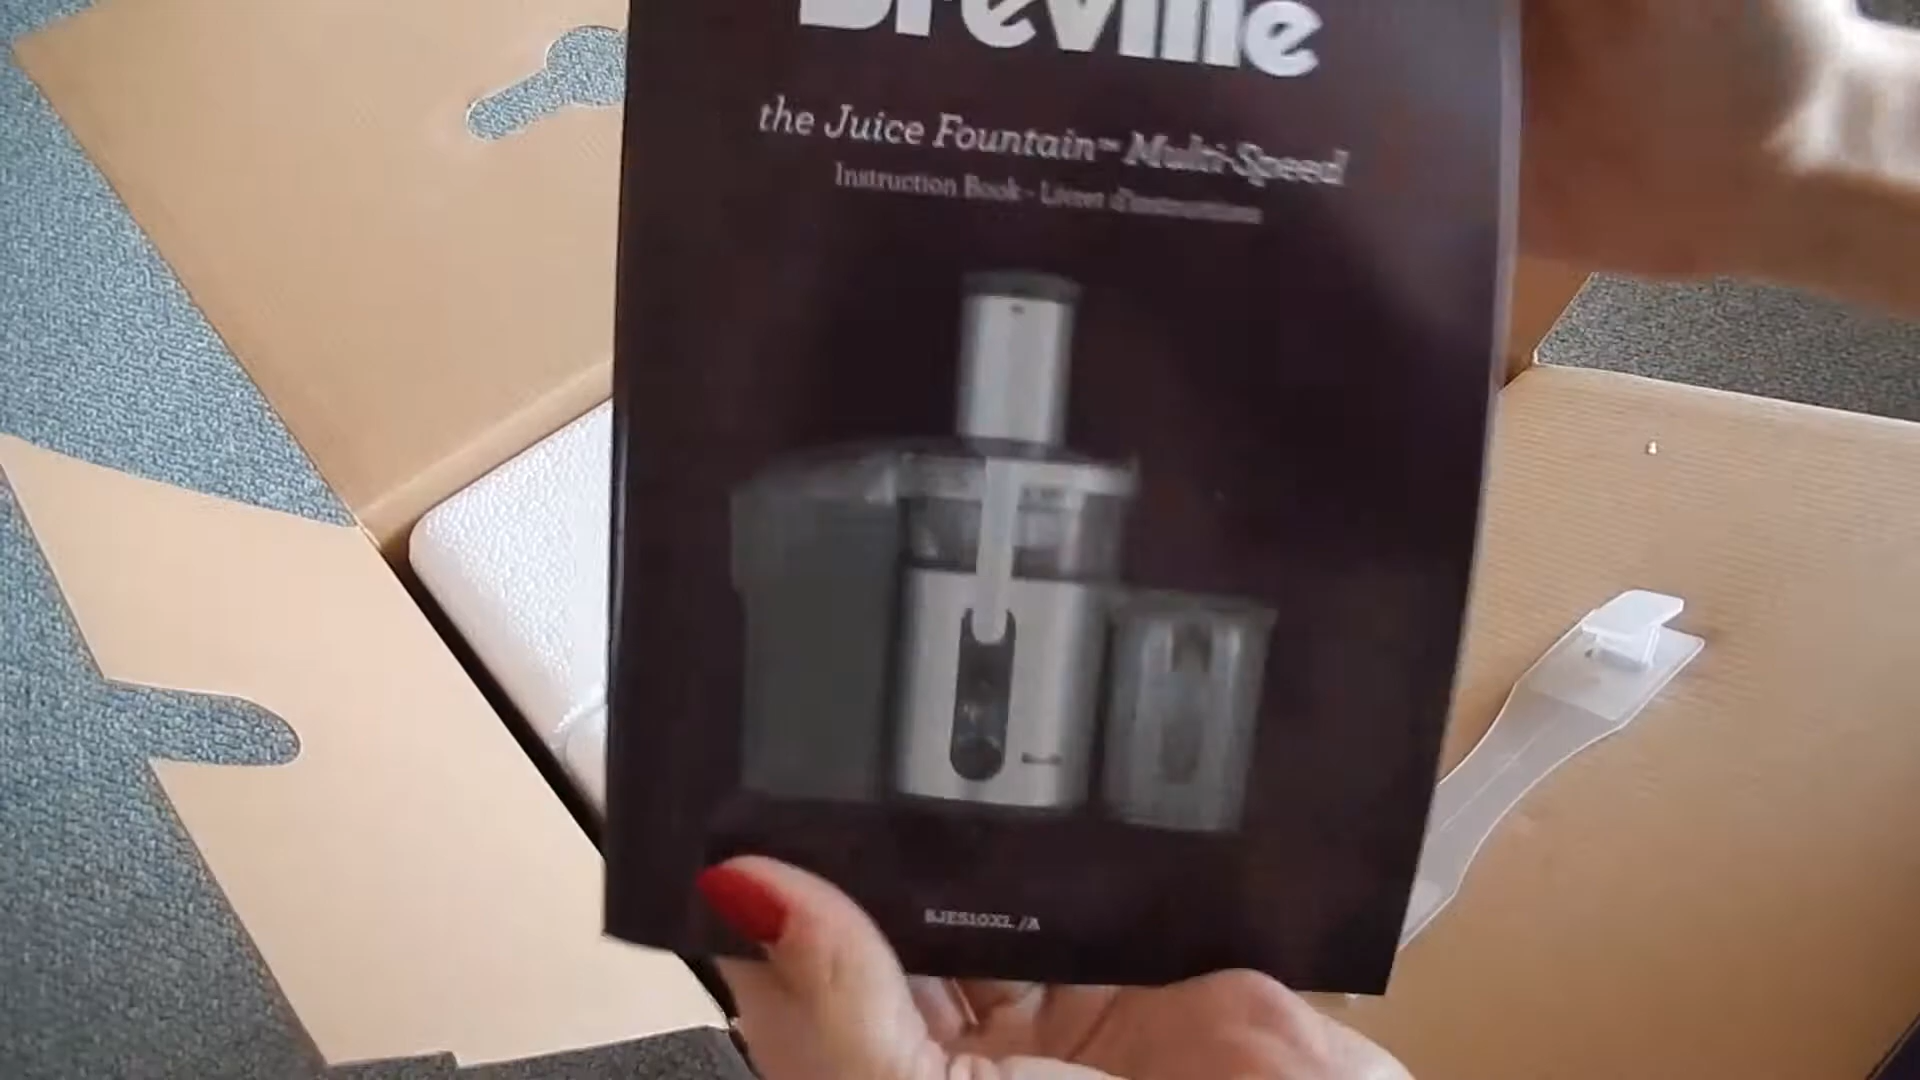 Breville
the Juice Fountain™ Multi-Speed
Instruction Book - Livret d'instructions
BJE510XL /A